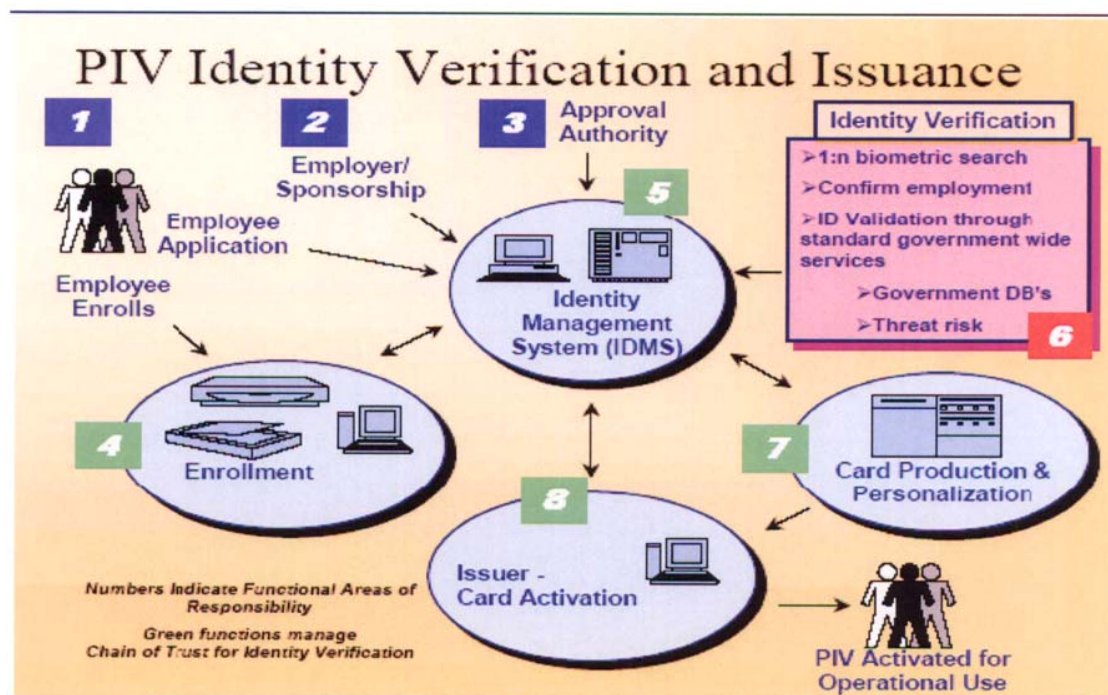 PIV Identity Verification and Issuance
1
2
3
Approval
Authority
Employer/
Sponsorship
Employee
Application
Employee
Enrolls
Identity Verification
➢1:n biometric search
➢Confirm employment
➢ID Validation through
standard government wide
services
➢Government DB's
➢Threat risk
6
5
Identity
Management
System (IDMS)
4
Enrollment
7
Card Production &
Personalization
8
Issuer -
Card Activation
Numbers Indicate Functional Areas of
Responsibility
Green functions manage
Chain of Trust for Identity Verification
PIV Activated for
Operational Use